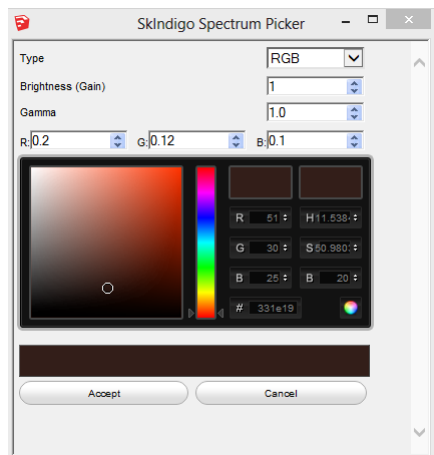 SkIndigo Spectrum Picker
Type RGB
Brightness (Gain) 1
Gamma 1.0
R: 0.2 G: 0.12 B: 0.1
R 51 H 11.538
G 30 S 50.980
B 25 B 20
# 331e19
Accept Cancel